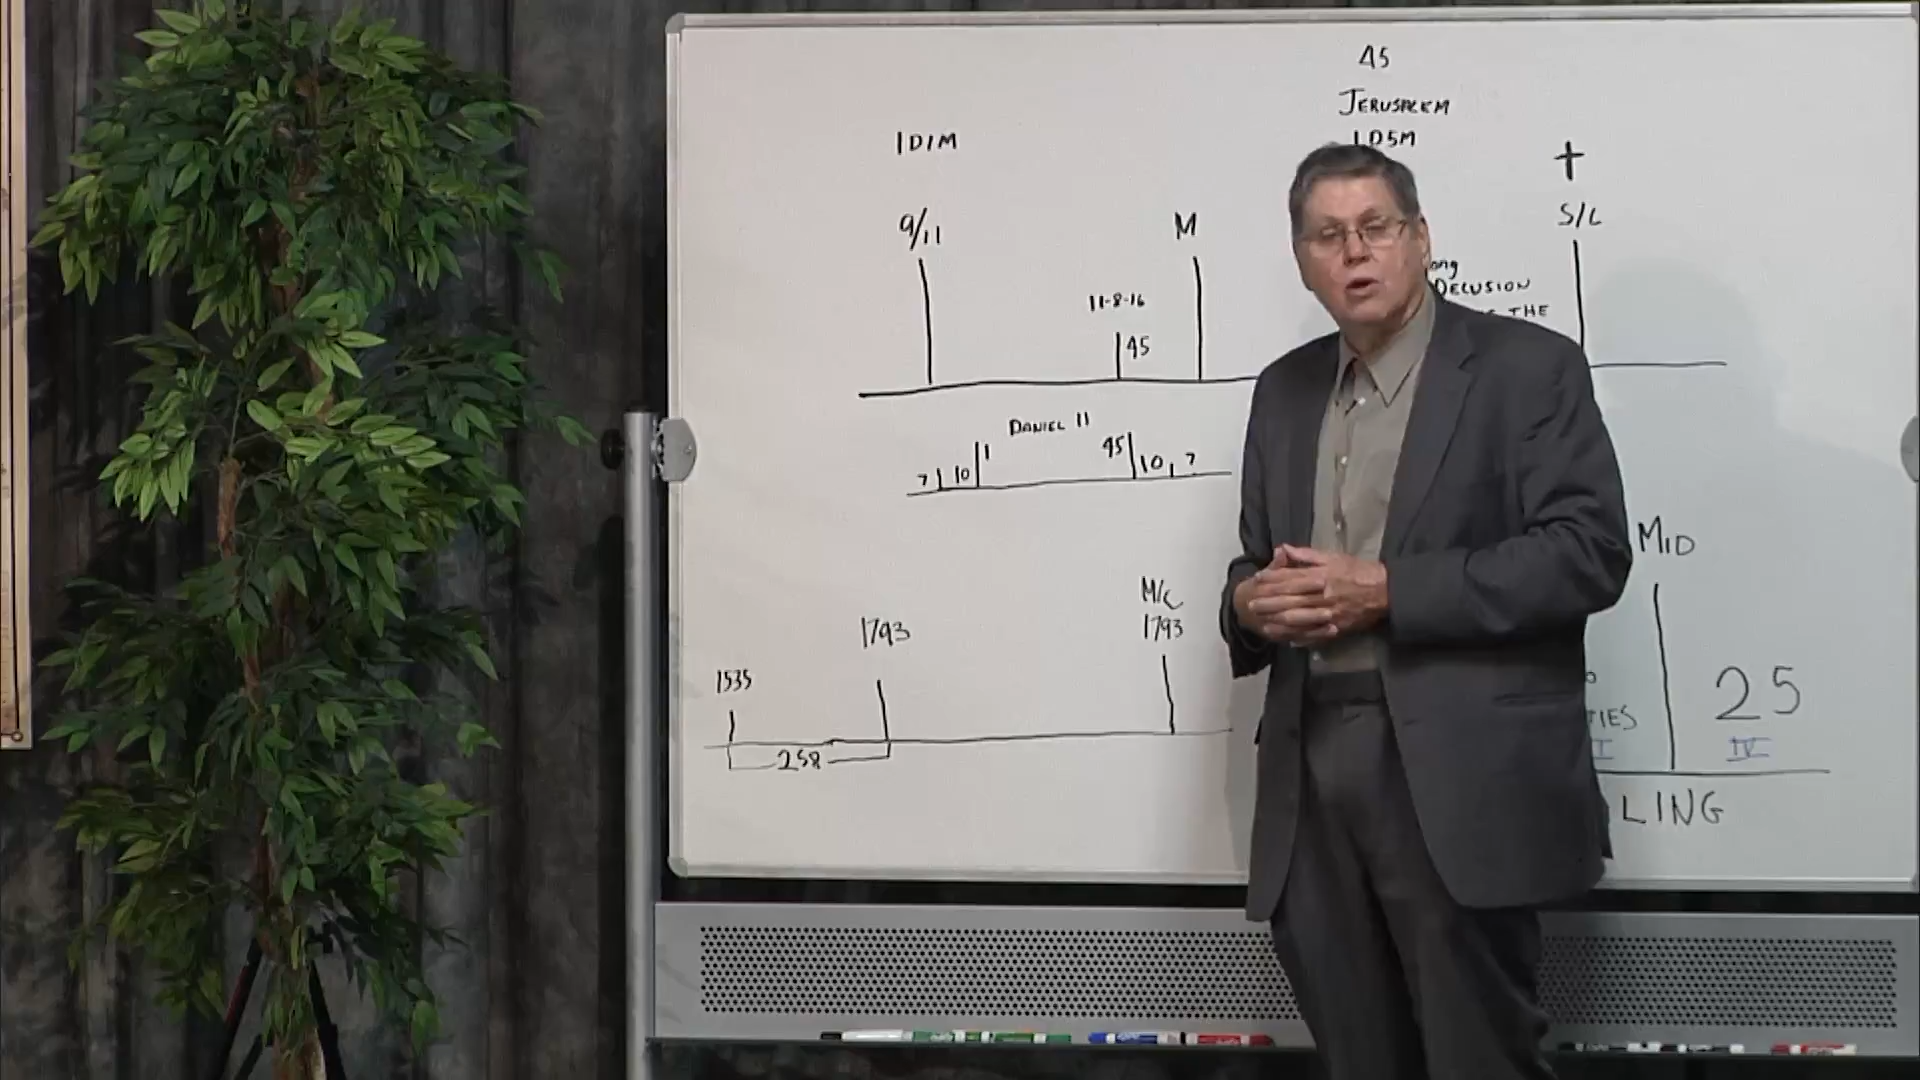 45
JERUSALEM
1D1M
1D5M
9/11
M
S/L
11-8-16
45
DELUSION
THE
DANIEL 11
7 10 1
45 10 7
MID
1793
M/C
1793
1535
25
IV
258
LING